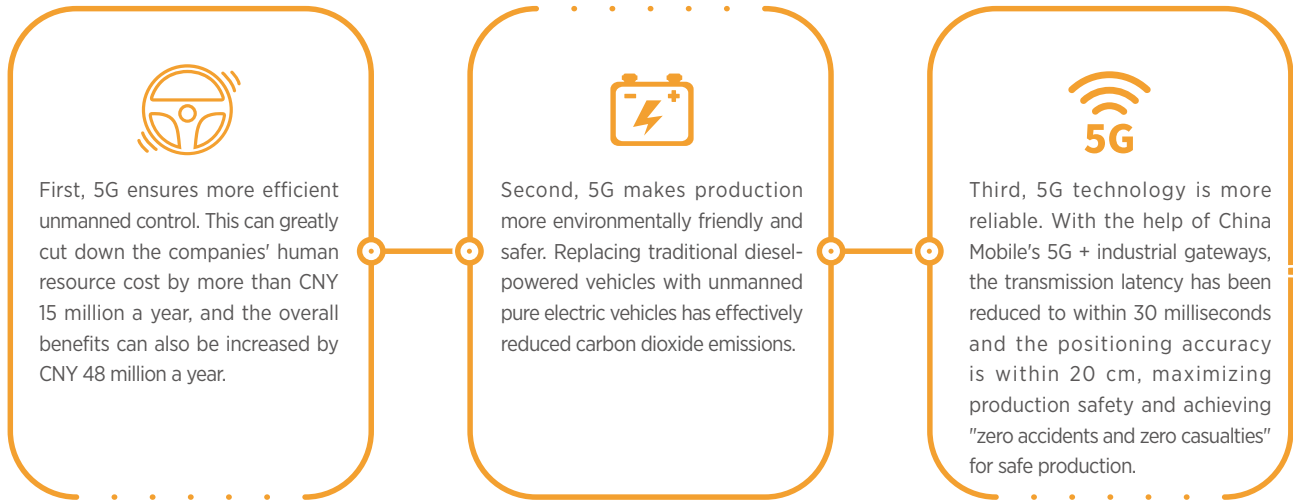 First, 5G ensures more efficient
unmanned control. This can greatly
cut down the companies' human
resource cost by more than CNY
15 million a year, and the overall
benefits can also be increased by
CNY 48 million a year.
Second, 5G makes production
more environmentally friendly and
safer. Replacing traditional diesel-
powered vehicles with unmanned
pure electric vehicles has effectively
reduced carbon dioxide emissions.
5G
Third, 5G technology is more
reliable. With the help of China
Mobile's 5G + industrial gateways,
the transmission latency has been
reduced to within 30 milliseconds
and the positioning accuracy
is within 20 cm, maximizing
production safety and achieving
"zero accidents and zero casualties"
for safe production.